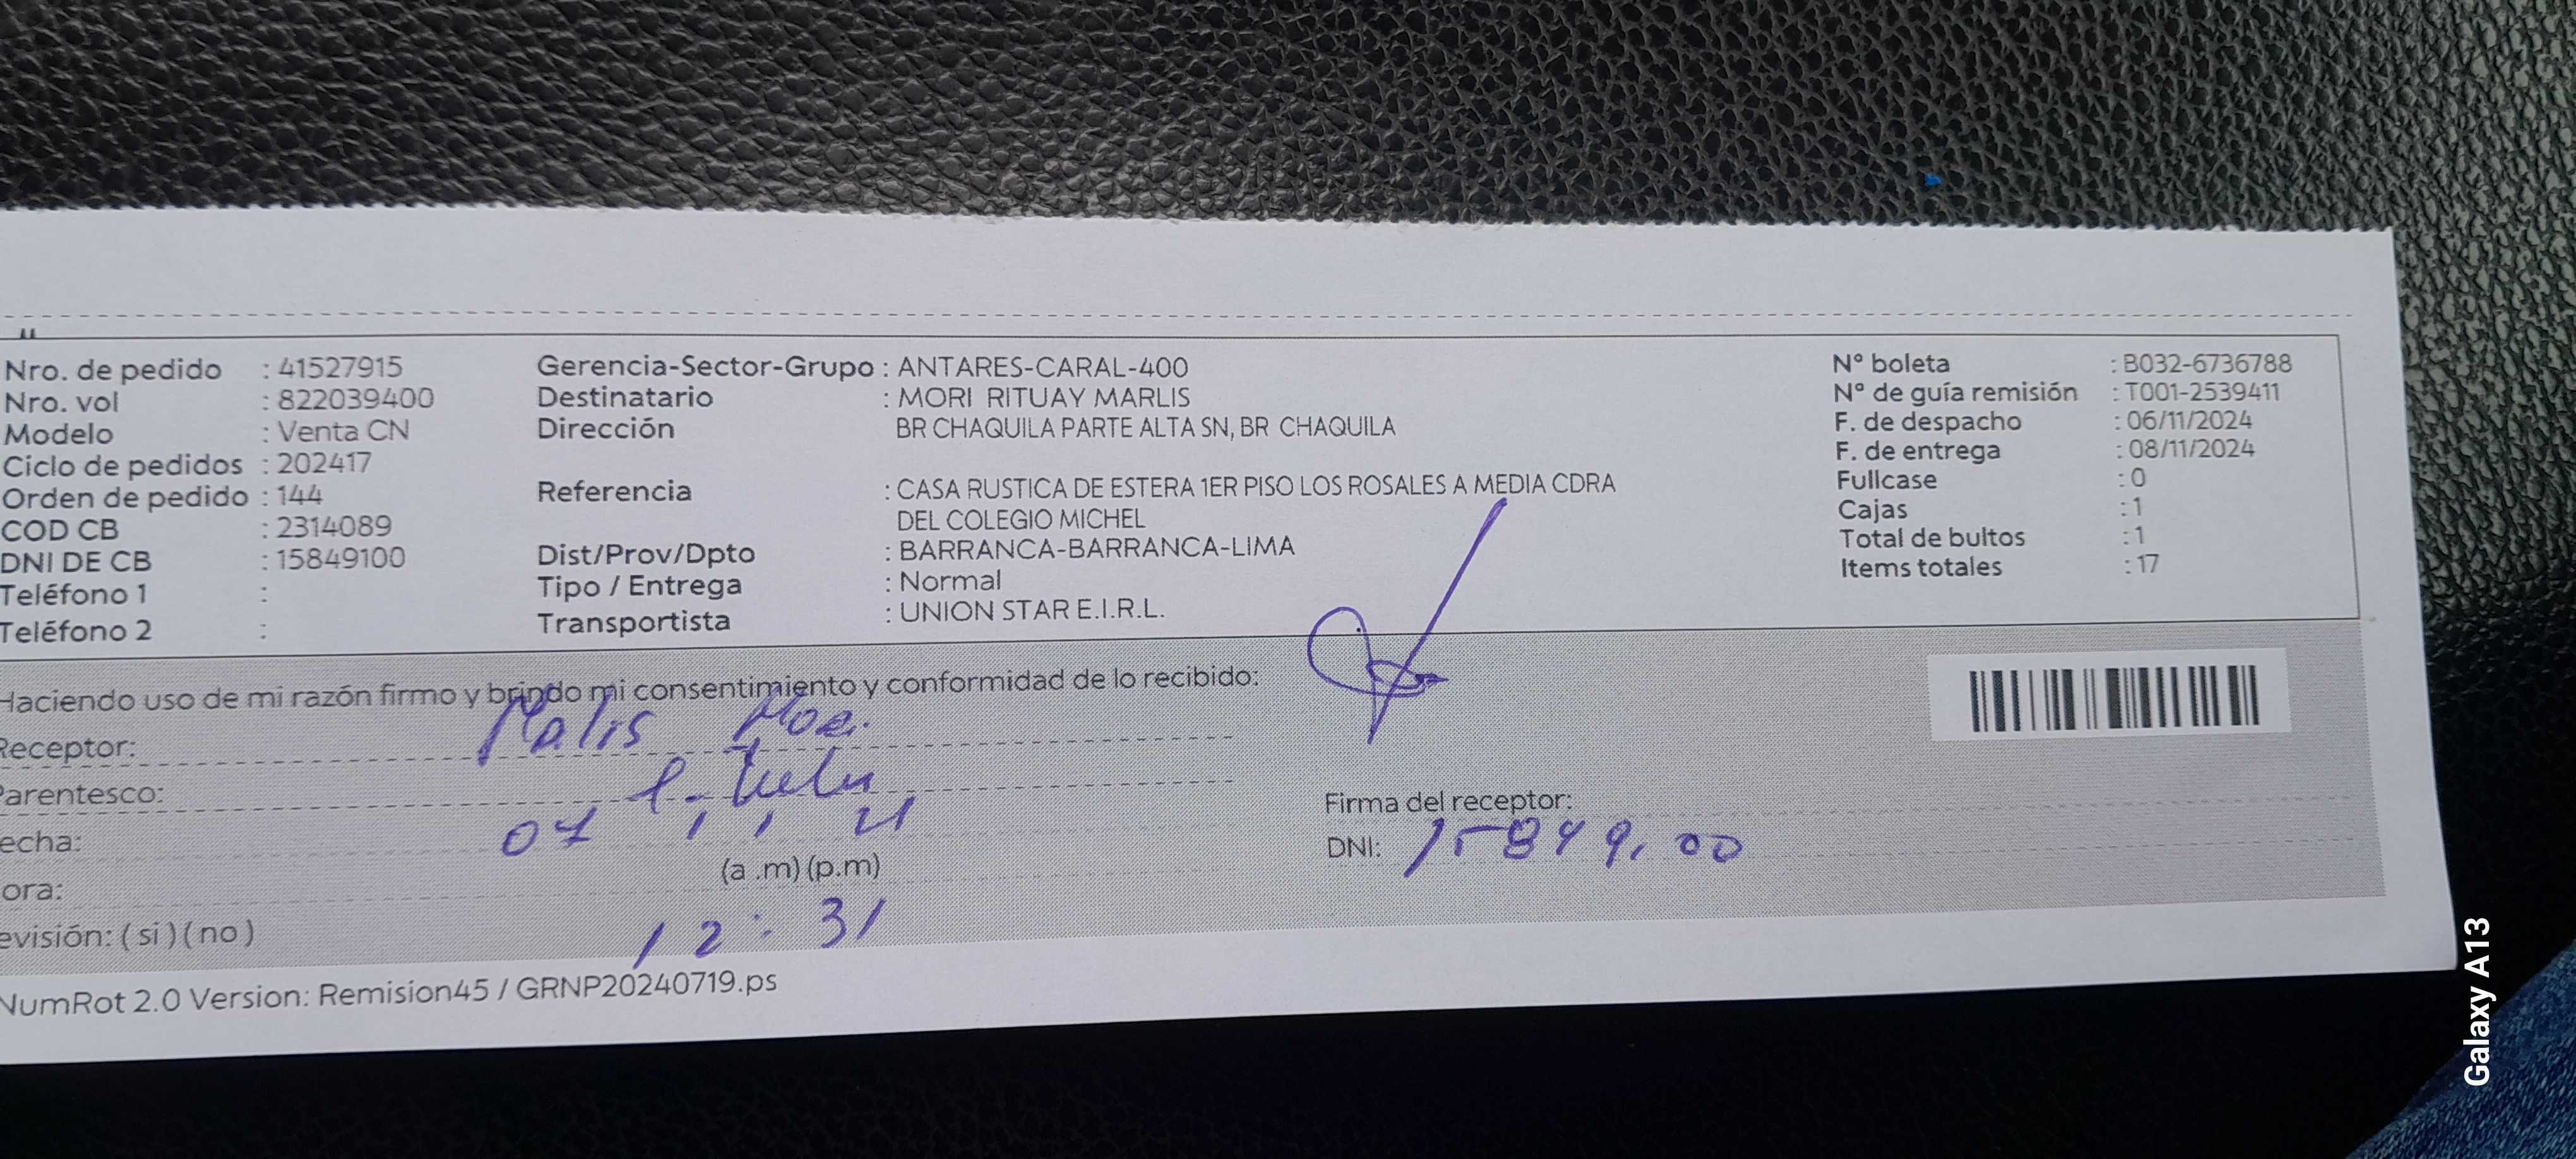 Nro. de pedido : 41527915
Nro. vol : 822039400
Modelo : Venta CN
Ciclo de pedidos : 202417
Orden de pedido : 144
COD CB : 2314089
DNI DE CB : 15849100
Teléfono 1 :
Teléfono 2 :
Gerencia-Sector-Grupo : ANTARES-CARAL-400
Destinatario : MORI RITUAY MARLIS
Dirección BR CHAQUILA PARTE ALTA SN, BR CHAQUILA
Referencia : CASA RUSTICA DE ESTERA 1ER PISO LOS ROSALES A MEDIA CDRA
DEL COLEGIO MICHEL
Dist/Prov/Dpto : BARRANCA-BARRANCA-LIMA
Tipo / Entrega : Normal
Transportista : UNION STAR E.I.R.L.
Nº boleta : B032-6736788
Nº de guía remisión : T001-2539411
F. de despacho : 06/11/2024
F. de entrega : 08/11/2024
Fullcase : 0
Cajas : 1
Total de bultos : 1
Items totales : 17
Haciendo uso de mi razón firmo y brindo mi consentimiento y conformidad de lo recibido:
Receptor: Malis
Parentesco:
echa: 07
ora: (a .m) (p.m)
evisión: ( si ) ( no ) 12: 31
Firma del receptor:
DNI: 15849,00
NumRot 2.0 Version: Remision45 / GRNP20240719.ps
Galaxy A13